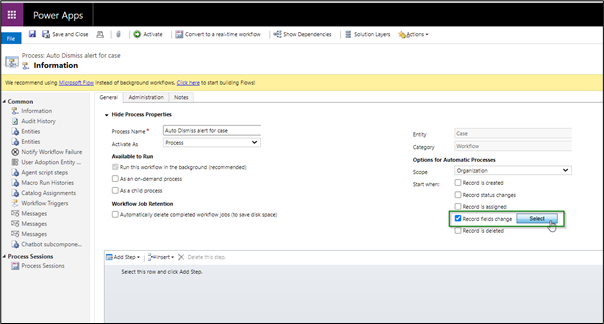 Power Apps
File
Save and Close
Activate
Convert to a real-time workflow
Show Dependencies
Solution Layers
Actions
Process: Auto Dismiss alert for case
Information
We recommend using Microsoft Flow instead of background workflows. Click here to start building Flows!
Common
Information
Audit History
Entities
Entities
Notify Workflow Failure
User Adoption Entity ...
Agent script steps
Macro Run Histories
Catalog Assignments
Workflow Triggers
Messages
Messages
Chatbot subcompone...
Process Sessions
Process Sessions
General
Administration
Notes
Hide Process Properties
Process Name *
Auto Dismiss alert for case
Activate As
Process
Available to Run
Run this workflow in the background (recommended)
As an on-demand process
As a child process
Workflow Job Retention
Automatically delete completed workflow jobs (to save disk space)
Entity
Case
Category
Workflow
Options for Automatic Processes
Scope
Organization
Start when:
Record is created
Record status changes
Record is assigned
Record fields change
Select
Record is deleted
Add Step
Insert
Delete this step.
Select this row and click Add Step.